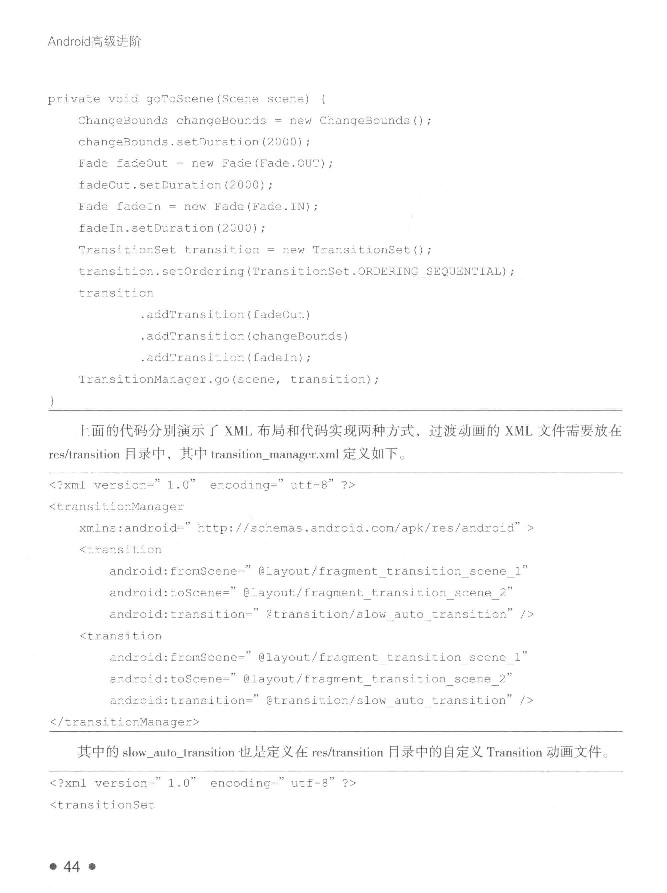 Android高级进阶
private void goToScene(Scene scene) {
ChangeBounds changeBounds = new ChangeBounds();
changeBounds.setDuration(2000);
Fade fadeOut = new Fade(Fade.OUT);
fadeOut.setDuration(2000);
Fade fadeIn = new Fade(Fade.IN);
fadeIn.setDuration(2000);
TransitionSet transition = new TransitionSet();
transition.setOrdering(TransitionSet.ORDERING_SEQUENTIAL);
transition
.addTransition(fadeOut)
.addTransition(changeBounds)
.addTransition(fadeIn);
TransitionManager.go(scene, transition);
}
上面的代码分别演示了 XML 布局和代码实现两种方式，过渡动画的 XML 文件需要放在
res/transition 目录中，其中 transition_manager.xml 定义如下。
<?xml version=”1.0” encoding=”utf-8”?>
<transitionManager
xmlns:android=”http://schemas.android.com/apk/res/android”>
<transition
android:fromScene=”@layout/fragment_transition_scene_1”
android:toScene=”@layout/fragment_transition_scene_2”
android:transition=”@transition/slow_auto_transition”/>
<transition
android:fromScene=”@layout/fragment_transition_scene_1”
android:toScene=”@layout/fragment_transition_scene_2”
android:transition=”@transition/slow_auto_transition”/>
</transitionManager>
其中的 slow_auto_transition 也是定义在 res/transition 目录中的自定义 Transition 动画文件。
<?xml version=”1.0” encoding=”utf-8”?>
<transitionSet
● 44 ●